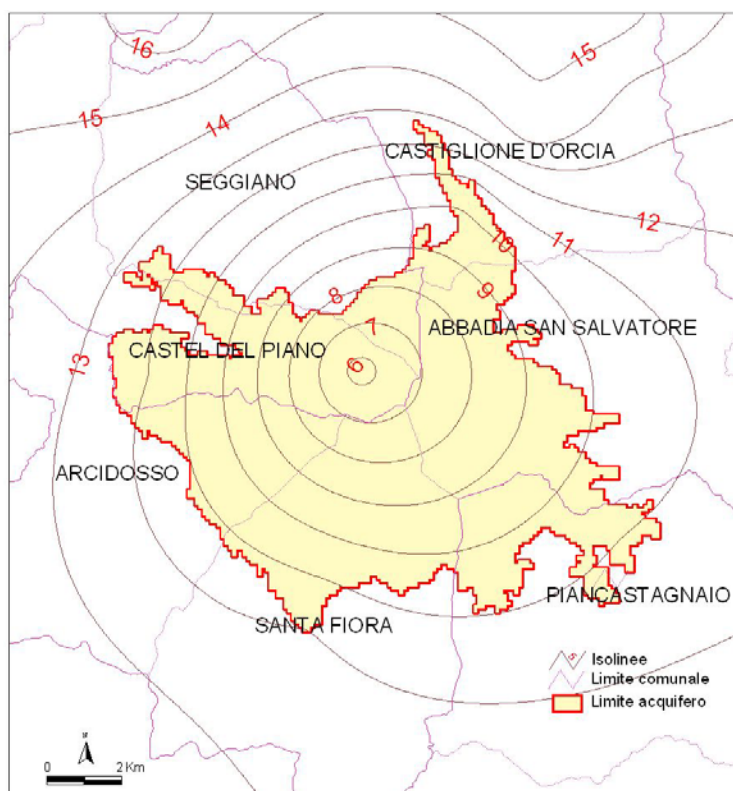 16
15
15
14
CASTIGLIONE D'ORCIA
SEGGIANO
12
10
11
9
8
7
ABBADIA SAN SALVATORE
CASTEL DEL PIANO
6
13
ARCIDOSSO
PIANCASTAGNAIO
SANTA FIORA
5 Isolinee
Limite comunale
Limite acquifero
N
0 2 Km